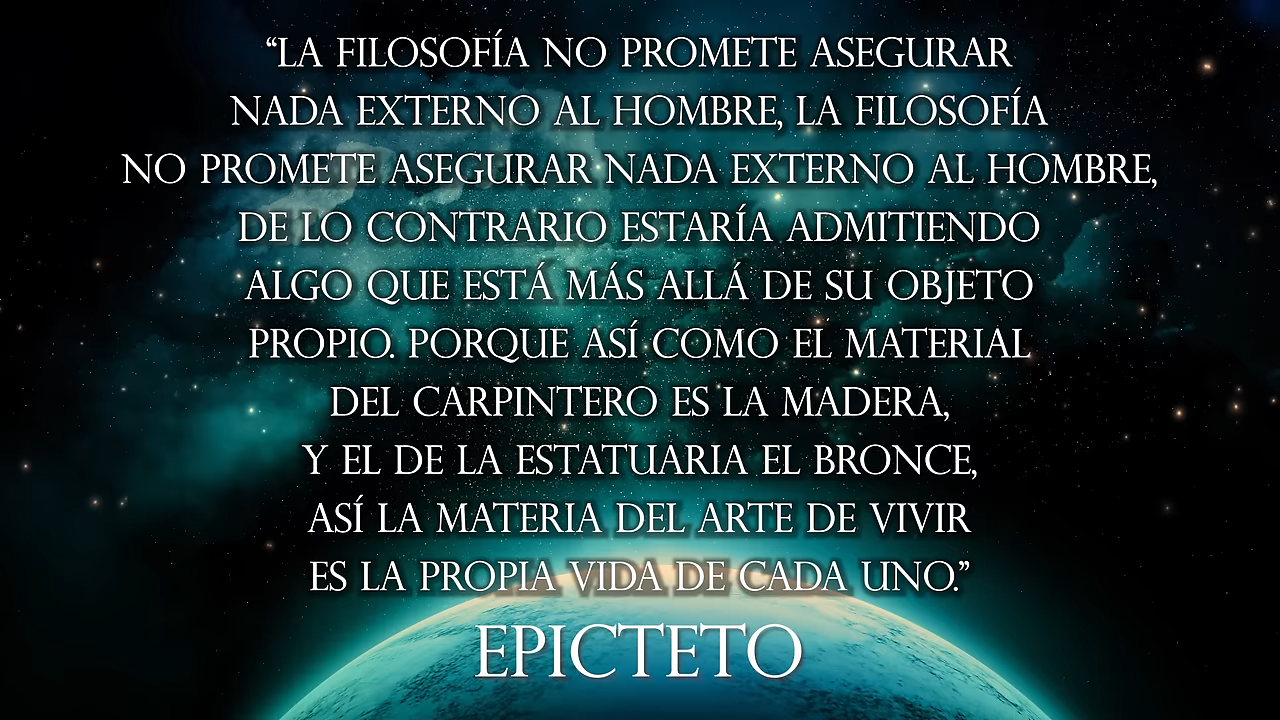 “LA FILOSOFÍA NO PROMETE ASEGURAR
NADA EXTERNO AL HOMBRE, LA FILOSOFÍA
NO PROMETE ASEGURAR NADA EXTERNO AL HOMBRE,
DE LO CONTRARIO ESTARÍA ADMITIENDO
ALGO QUE ESTÁ MÁS ALLÁ DE SU OBJETO
PROPIO. PORQUE ASÍ COMO EL MATERIAL
DEL CARPINTERO ES LA MADERA,
Y EL DE LA ESTATUARIA EL BRONCE,
ASÍ LA MATERIA DEL ARTE DE VIVIR
ES LA PROPIA VIDA DE CADA UNO.”
EPICTETO